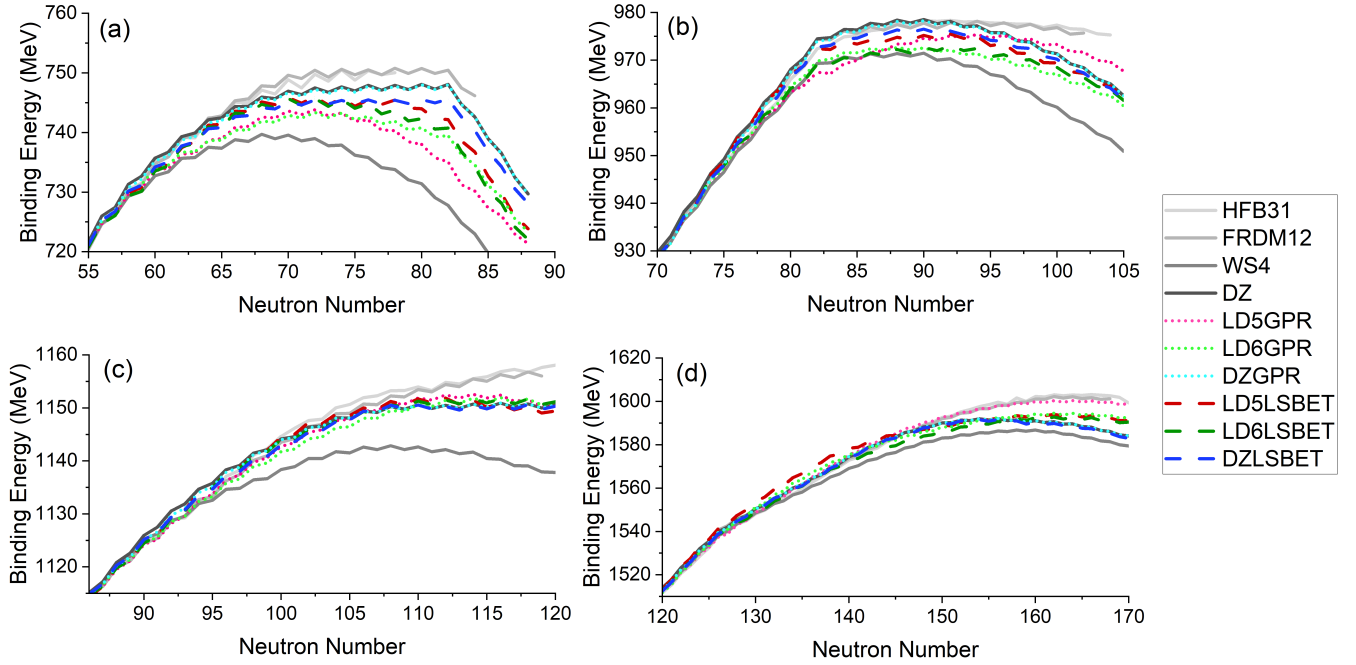 (a)
760
750
740
730
720
Binding Energy (MeV)
55 60 65 70 75 80 85 90
Neutron Number
(b)
980
970
960
950
940
930
Binding Energy (MeV)
70 75 80 85 90 95 100 105
Neutron Number
(c)
1160
1150
1140
1130
1120
Binding Energy (MeV)
90 95 100 105 110 115 120
Neutron Number
(d)
1620
1600
1580
1560
1540
1520
Binding Energy (MeV)
120 130 140 150 160 170
Neutron Number
HFB31
FRDM12
WS4
DZ
LD5GPR
LD6GPR
DZGPR
LD5LSBET
LD6LSBET
DZLSBET